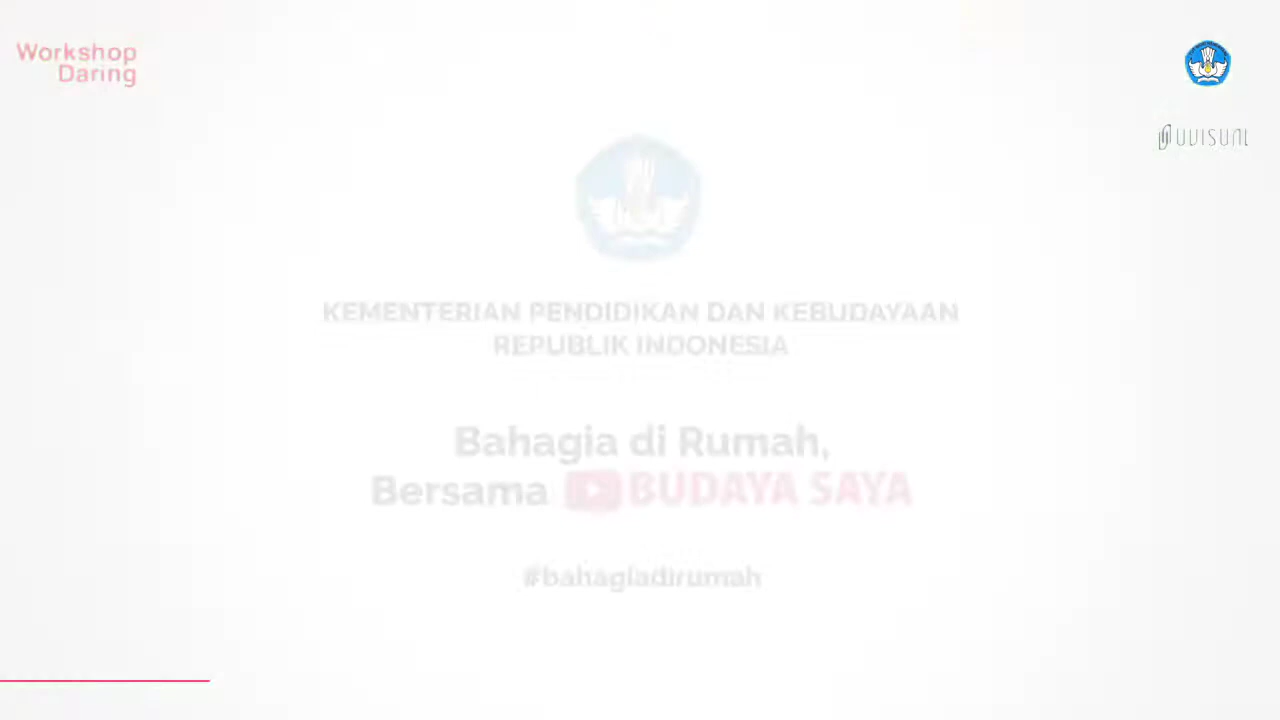 Workshop
Daring
KEMENTERIAN PENDIDIKAN DAN KEBUDAYAAN
REPUBLIK INDONESIA
Bahagia di Rumah,
Bersama BUDAYA SAYA
#bahagiadirumah